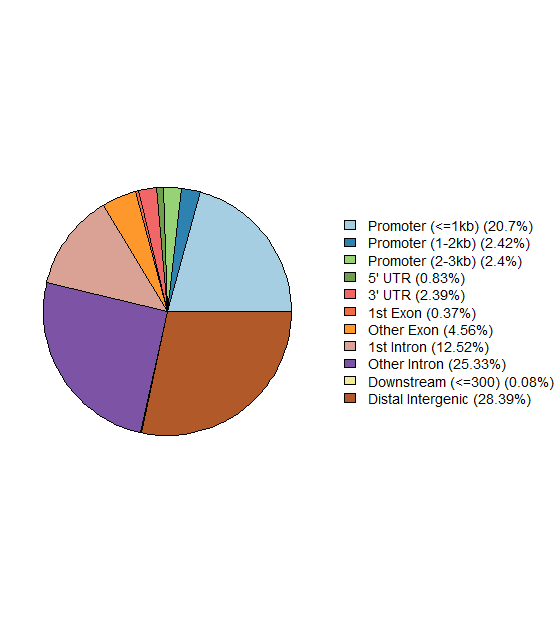 Promoter (<=1kb) (20.7%)
Promoter (1-2kb) (2.42%)
Promoter (2-3kb) (2.4%)
5' UTR (0.83%)
3' UTR (2.39%)
1st Exon (0.37%)
Other Exon (4.56%)
1st Intron (12.52%)
Other Intron (25.33%)
Downstream (<=300) (0.08%)
Distal Intergenic (28.39%)